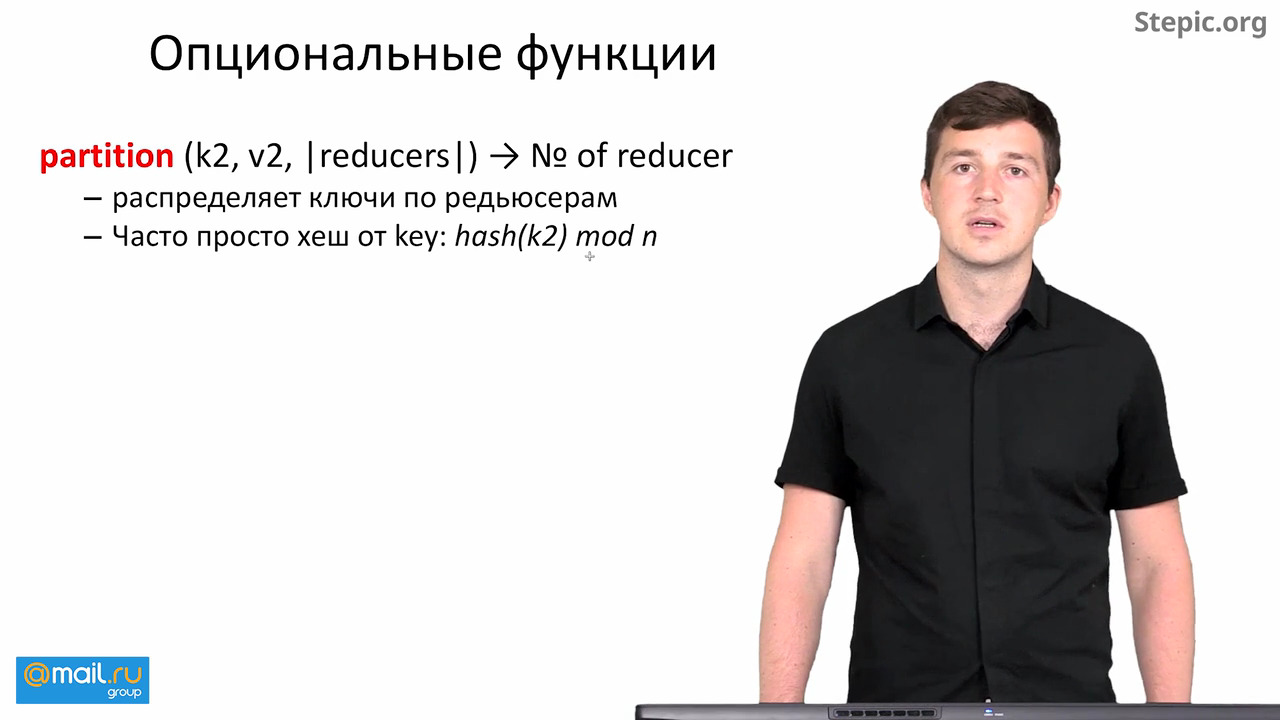 Stepic.org
Опциональные функции
partition (k2, v2, |reducers|) → № of reducer
– распределяет ключи по редьюсерам
– Часто просто хеш от key: hash(k2) mod n
@mail.ru
group